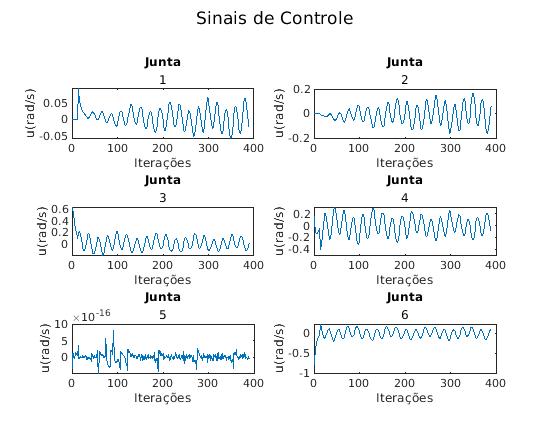 Sinais de Controle
Junta
1
u(rad/s)
0.05
0
-0.05
0 100 200 300 400
Iterações
Junta
2
u(rad/s)
0.2
0
-0.2
0 100 200 300 400
Iterações
Junta
3
u(rad/s)
0.6
0.4
0.2
0
0 100 200 300 400
Iterações
Junta
4
u(rad/s)
0.2
0
-0.2
-0.4
0 100 200 300 400
Iterações
Junta
5
×10-16
u(rad/s)
10
5
0
0 100 200 300 400
Iterações
Junta
6
u(rad/s)
0
-0.5
-1
0 100 200 300 400
Iterações